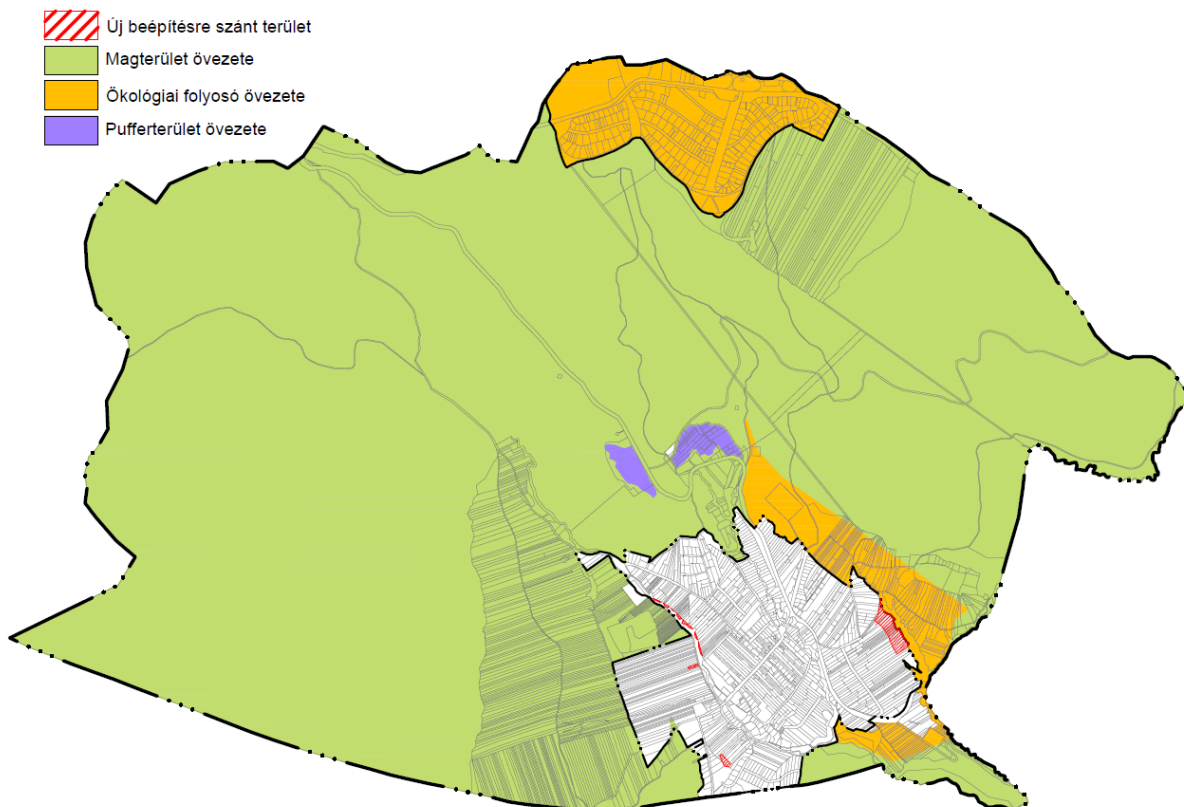 Új beépítésre szánt terület
Magterület övezete
Ökológiai folyosó övezete
Pufferterület övezete